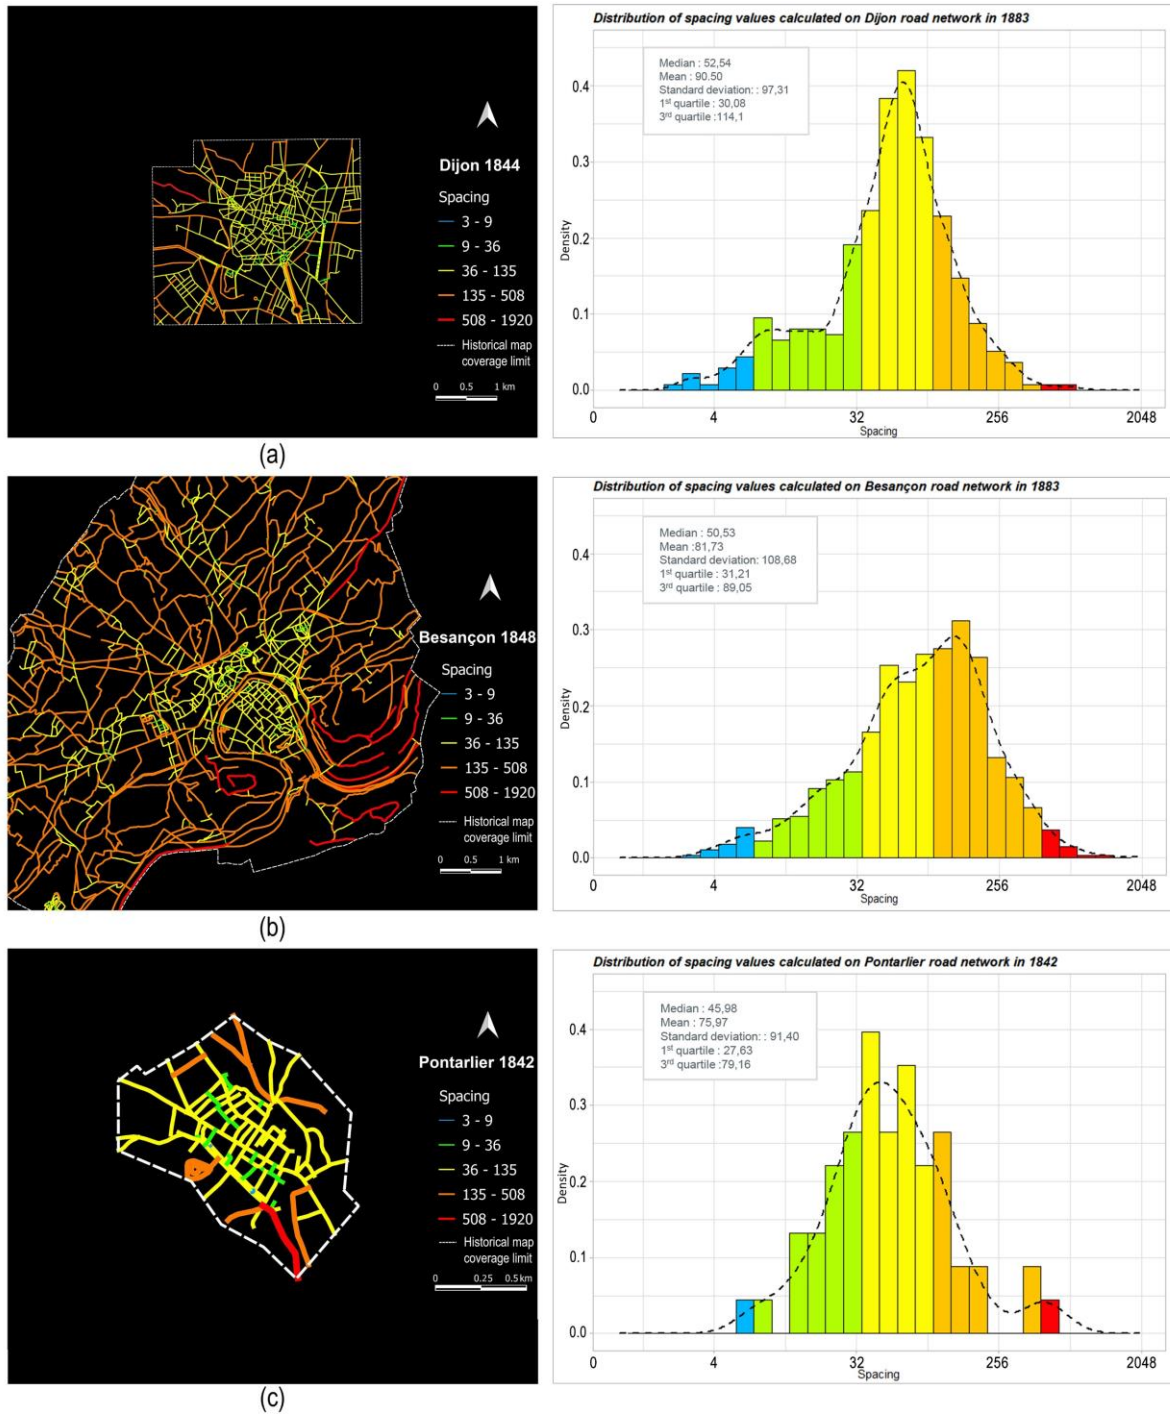 Dijon 1844
Spacing
3 - 9
9 - 36
36 - 135
135 - 508
508 - 1920
Historical map
coverage limit
0 0.5 1 km
(a)
Distribution of spacing values calculated on Dijon road network in 1883
Median : 52,54
Mean : 90.50
Standard deviation: : 97,31
1st quartile : 30,08
3rd quartile :114,1
Density
0.4
0.3
0.2
0.1
0.0
0 4 32 256 2048
Spacing
Besançon 1848
Spacing
3 - 9
9 - 36
36 - 135
135 - 508
508 - 1920
Historical map
coverage limit
0 0.5 1 km
(b)
Distribution of spacing values calculated on Besançon road network in 1883
Median : 50,53
Mean :81,73
Standard deviation: 108,68
1st quartile : 31,21
3rd quartile : 89,05
Density
0.4
0.3
0.2
0.1
0.0
0 4 32 256 2048
Spacing
Pontarlier 1842
Spacing
3 - 9
9 - 36
36 - 135
135 - 508
508 - 1920
Historical map
coverage limit
0 0.25 0.5 km
(c)
Distribution of spacing values calculated on Pontarlier road network in 1842
Median : 45,98
Mean : 75,97
Standard deviation: : 91,40
1st quartile : 27,63
3rd quartile :79,16
Density
0.4
0.3
0.2
0.1
0.0
0 4 32 256 2048
Spacing